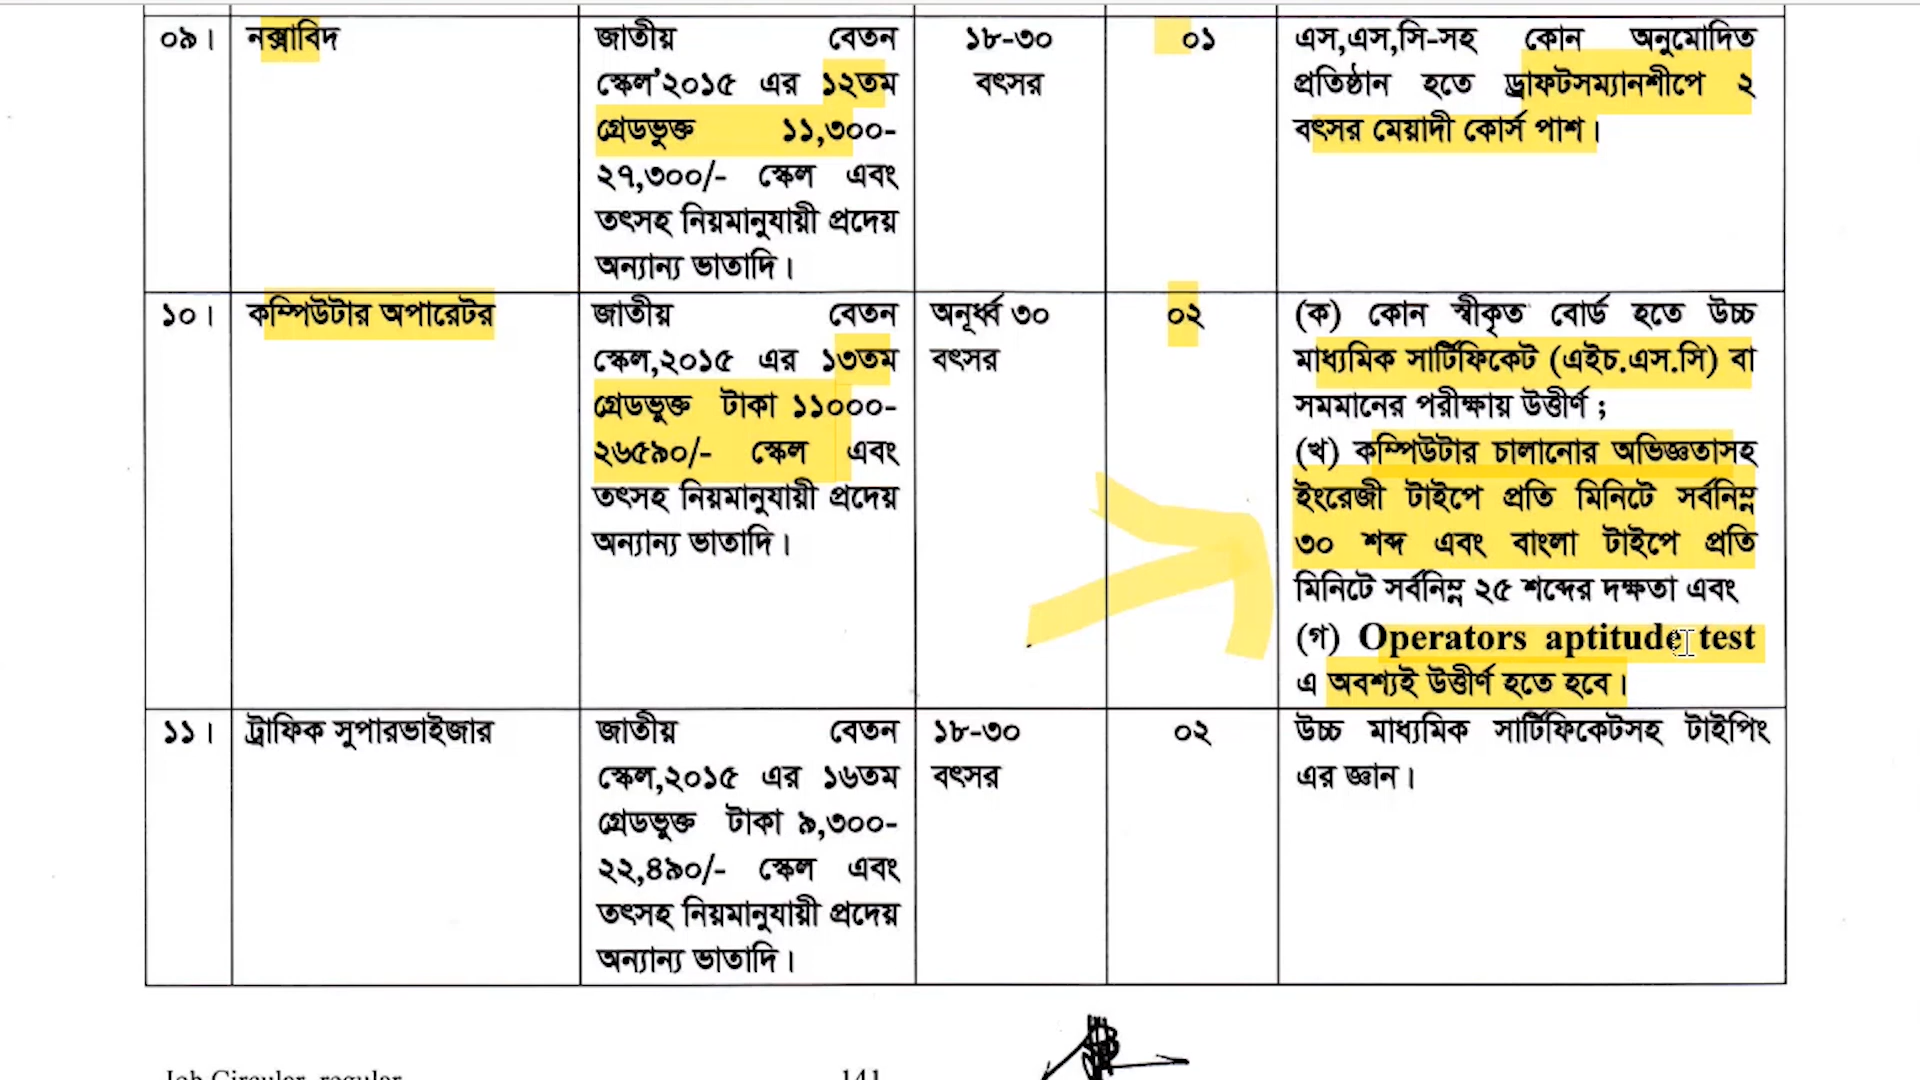 ০৯।
নক্সাবিদ
জাতীয় বেতন
স্কেল'২০১৫ এর ১২তম
গ্রেডভুক্ত ১১,৩০০-
২৭,৩০০/- স্কেল এবং
তৎসহ নিয়মানুযায়ী প্রদেয়
অন্যান্য ভাতাদি।
১৮-৩০
বৎসর
০১
এস,এস,সি-সহ কোন অনুমোদিত
প্রতিষ্ঠান হতে ড্রাফটসম্যানশীপে ২
বৎসর মেয়াদী কোর্স পাশ।
১০।
কম্পিউটার অপারেটর
জাতীয় বেতন
স্কেল,২০১৫ এর ১৩তম
গ্রেডভুক্ত টাকা ১১০০০-
২৬৫৯০/- স্কেল এবং
তৎসহ নিয়মানুযায়ী প্রদেয়
অন্যান্য ভাতাদি।
অনূর্ধ্ব ৩০
বৎসর
০২
(ক) কোন স্বীকৃত বোর্ড হতে উচ্চ
মাধ্যমিক সার্টিফিকেট (এইচ.এস.সি) বা
সমমানের পরীক্ষায় উত্তীর্ণ ;
(খ) কম্পিউটার চালানোর অভিজ্ঞতাসহ
ইংরেজী টাইপে প্রতি মিনিটে সর্বনিম্ন
৩০ শব্দ এবং বাংলা টাইপে প্রতি
মিনিটে সর্বনিম্ন ২৫ শব্দের দক্ষতা এবং
(গ) Operators aptitude test
এ অবশ্যই উত্তীর্ণ হতে হবে।
১১।
ট্রাফিক সুপারভাইজার
জাতীয় বেতন
স্কেল,২০১৫ এর ১৬তম
গ্রেডভুক্ত টাকা ৯,৩০০-
২২,৪৯০/- স্কেল এবং
তৎসহ নিয়মানুযায়ী প্রদেয়
অন্যান্য ভাতাদি।
১৮-৩০
বৎসর
০২
উচ্চ মাধ্যমিক সার্টিফিকেটসহ টাইপিং
এর জ্ঞান।
Job Circular regular
141